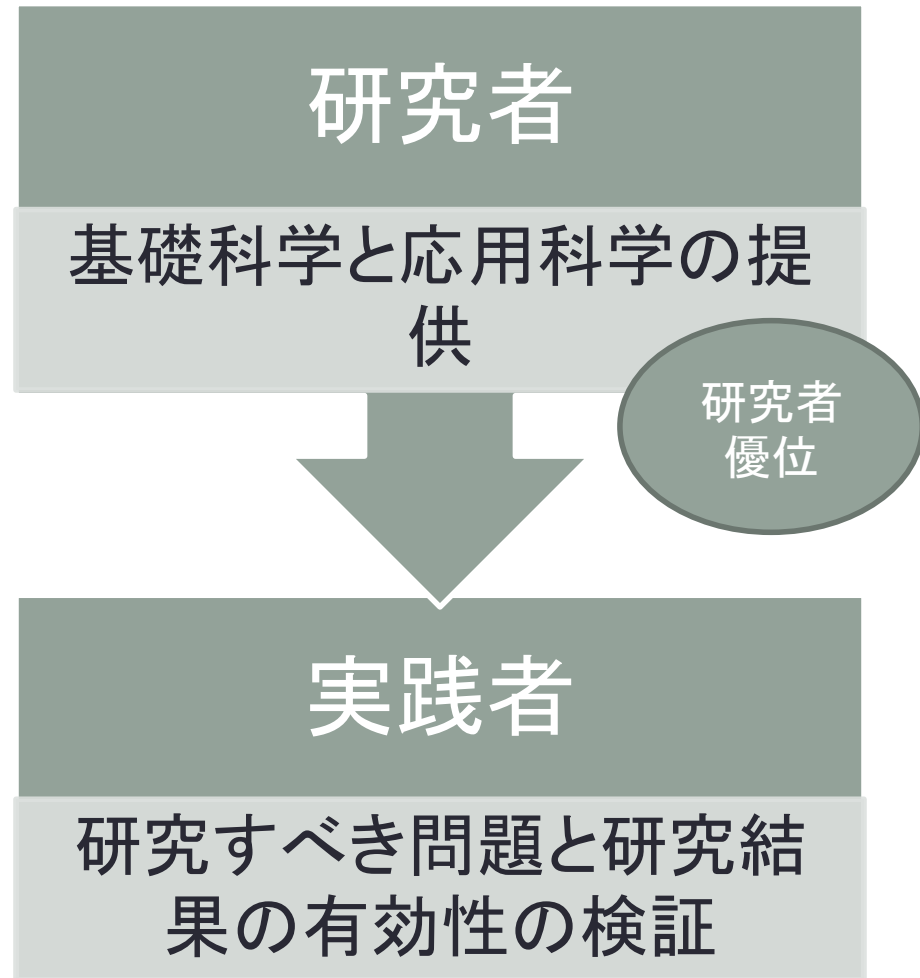 研究者
基礎科学と応用科学の提
供
研究者
優位
実践者
研究すべき問題と研究結
果の有効性の検証